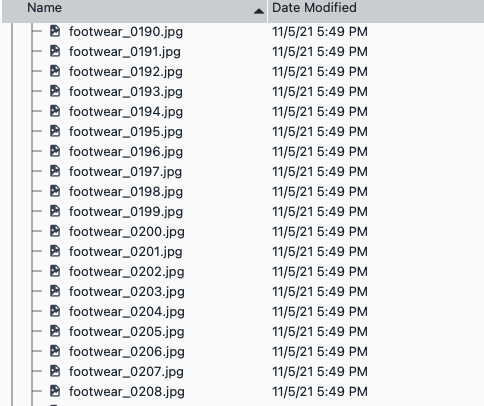 Name Date Modified
footwear_0190.jpg 11/5/21 5:49 PM
footwear_0191.jpg 11/5/21 5:49 PM
footwear_0192.jpg 11/5/21 5:49 PM
footwear_0193.jpg 11/5/21 5:49 PM
footwear_0194.jpg 11/5/21 5:49 PM
footwear_0195.jpg 11/5/21 5:49 PM
footwear_0196.jpg 11/5/21 5:49 PM
footwear_0197.jpg 11/5/21 5:49 PM
footwear_0198.jpg 11/5/21 5:49 PM
footwear_0199.jpg 11/5/21 5:49 PM
footwear_0200.jpg 11/5/21 5:49 PM
footwear_0201.jpg 11/5/21 5:49 PM
footwear_0202.jpg 11/5/21 5:49 PM
footwear_0203.jpg 11/5/21 5:49 PM
footwear_0204.jpg 11/5/21 5:49 PM
footwear_0205.jpg 11/5/21 5:49 PM
footwear_0206.jpg 11/5/21 5:49 PM
footwear_0207.jpg 11/5/21 5:49 PM
footwear_0208.jpg 11/5/21 5:49 PM